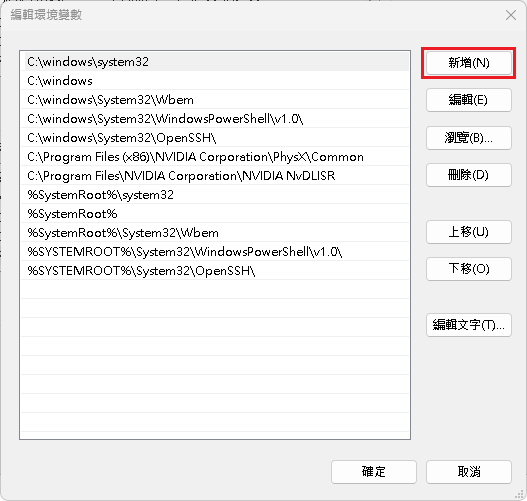 編輯環境變數
C:\windows\system32
新增(N)
C:\windows
C:\windows\System32\Wbem
編輯(E)
C:\windows\System32\WindowsPowerShell\v1.0\
C:\windows\System32\OpenSSH\
瀏覽(B)...
C:\Program Files (x86)\NVIDIA Corporation\PhysX\Common
C:\Program Files\NVIDIA Corporation\NVIDIA NvDLISR
刪除(D)
%SystemRoot%\system32
%SystemRoot%
%SystemRoot%\System32\Wbem
上移(U)
%SYSTEMROOT%\System32\WindowsPowerShell\v1.0\
%SYSTEMROOT%\System32\OpenSSH\
下移(O)
編輯文字(T)...
確定
取消